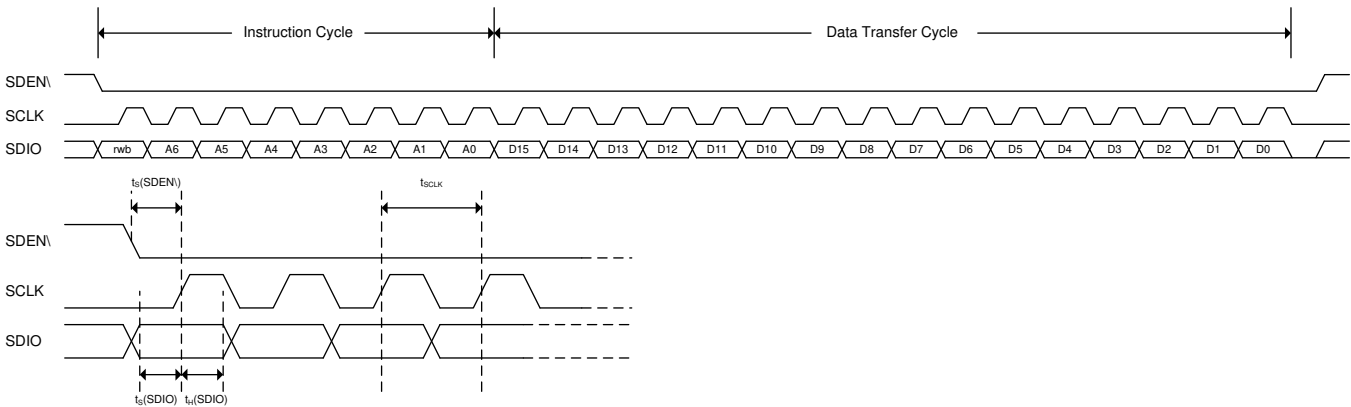 Instruction Cycle Data Transfer Cycle
SDEN\
SCLK
SDIO rwb A6 A5 A4 A3 A2 A1 A0 D15 D14 D13 D12 D11 D10 D9 D8 D7 D6 D5 D4 D3 D2 D1 D0
tS(SDEN\) tSCLK
SDEN\
SCLK
SDIO
tS(SDIO) tH(SDIO)